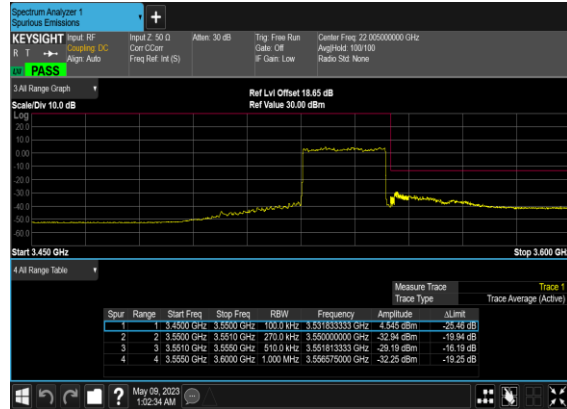 Spectrum Analyzer 1
Spurious Emissions
KEYSIGHT
R T
Input: RF
Coupling: DC
Align: Auto
Input Z: 50 Ω
Corr CCorr
Freq Ref: Int (S)
Atten: 30 dB
Trig: Free Run
Gate: Off
IF Gain: Low
Center Freq: 22.005000000 GHz
Avg|Hold: 100/100
Radio Std: None
PASS
3 All Range Graph
Scale/Div 10.0 dB
Ref Lvl Offset 18.65 dB
Ref Value 30.00 dBm
Log
20.0
10.0
0.00
-10.0
-20.0
-30.0
-40.0
-50.0
-60.0
Start 3.450 GHz
Stop 3.600 GH
4 All Range Table
Measure Trace Trace 1
Trace Type Trace Average (Active)
Spur Range Start Freq Stop Freq RBW Frequency Amplitude ΔLimit
1 1 3.4500 GHz 3.5500 GHz 100.0 kHz 3.531833333 GHz 4.545 dBm -25.46 dB
2 2 3.5500 GHz 3.5510 GHz 270.0 kHz 3.550000000 GHz -32.94 dBm -19.94 dB
3 3 3.5510 GHz 3.5550 GHz 510.0 kHz 3.551813333 GHz -29.19 dBm -16.19 dB
4 4 3.5550 GHz 3.6000 GHz 1.000 MHz 3.556575000 GHz -32.25 dBm -19.25 dB
? May 09, 2023
1:02:34 AM